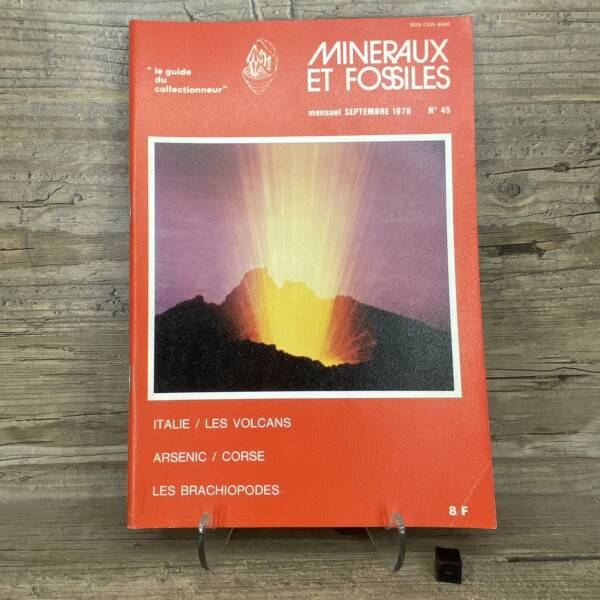 ISSN 0335-6566
" le guide
du
collectionneur"
MINERAUX
ET FOSSILES
mensuel SEPTEMBRE 1978 N° 45
ITALIE / LES VOLCANS
ARSENIC / CORSE
LES BRACHIOPODES
8 F